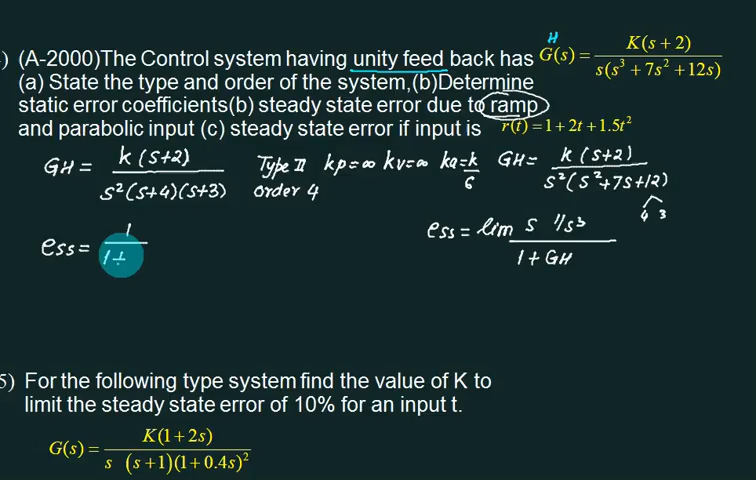 ) (A-2000)The Control system having unity feed back has G(s) = K(s+2) / s(s³+7s²+12s)
H
(a) State the type and order of the system,(b)Determine
static error coefficients(b) steady state error due to ramp
and parabolic input (c) steady state error if input is r(t)=1+2t+1.5t²
GH = k(s+2) / s²(s+4)(s+3)
Type II kp=∞ kv=∞ ka=k/6
order 4
GH= k(s+2) / s²(s²+7s+12)
4 3
ess = 1 / 1+
ess = lim s 1/s³ / 1+GH
5) For the following type system find the value of K to
limit the steady state error of 10% for an input t.
G(s) = K(1+2s) / s (s+1)(1+0.4s)²